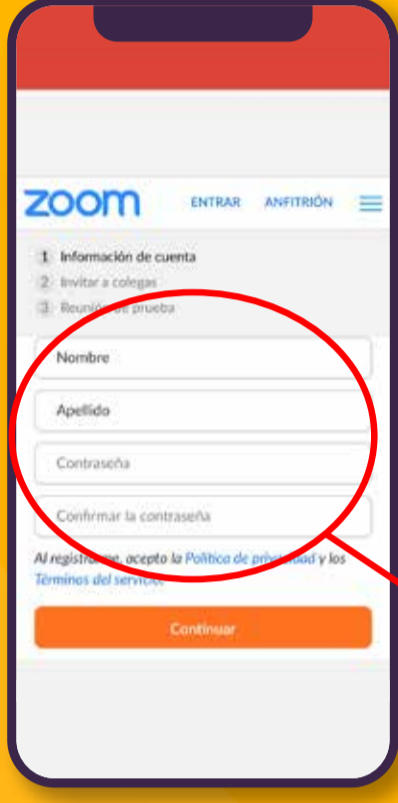 zoom ENTRAR ANFITRIÓN
1 Información de cuenta
2 Invitar a colegas
3 Reunión de prueba
Nombre
Apellido
Contraseña
Confirmar la contraseña
Al registrarme, acepto la Política de privacidad y los
Términos del servicio.
Continuar